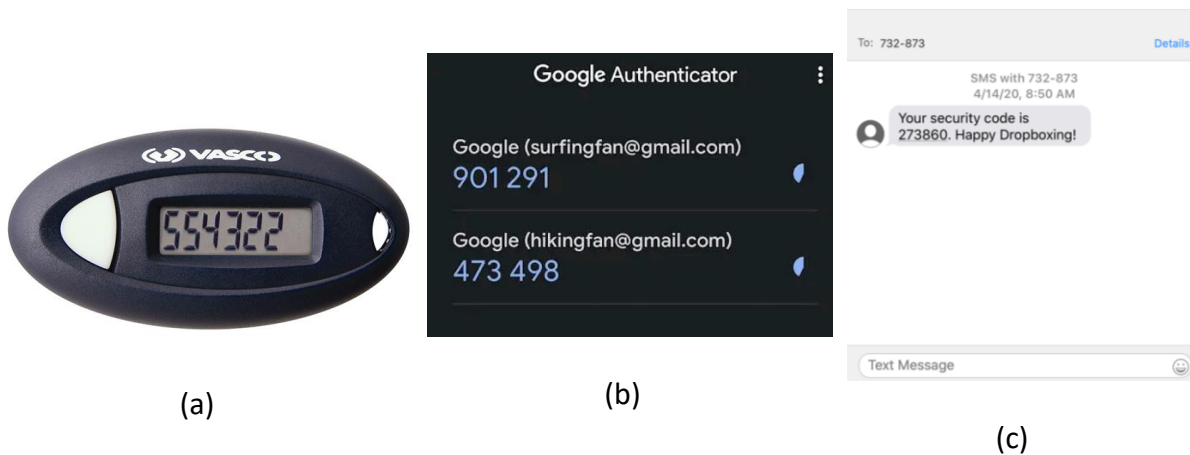 VASCO
554322
(a)
Google Authenticator
Google (surfingfan@gmail.com)
901 291
Google (hikingfan@gmail.com)
473 498
(b)
To: 732-873
Details
SMS with 732-873
4/14/20, 8:50 AM
Your security code is
273860. Happy Dropboxing!
Text Message
(c)